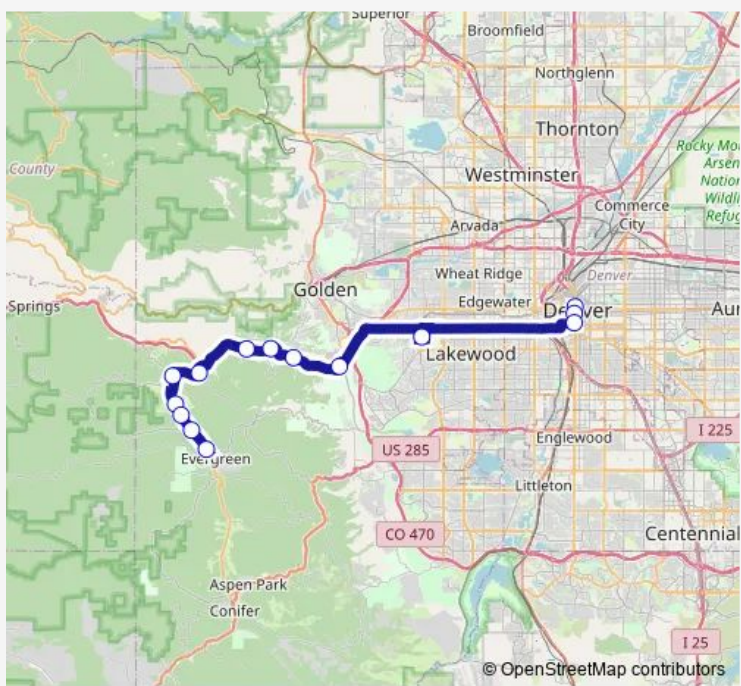 Superior
Broomfield
Northglenn
Thornton
Rocky Mou
Arsen
Nation
Wildli
Refug
County
Westminster
Commerce
City
Arvada
Wheat Ridge
Denver
Golden
Edgewater
Springs
Denver
Aur
Lakewood
I 225
Englewood
Evergreen
US 285
Littleton
CO 470
Centennial
Aspen Park
Conifer
I 25
© OpenStreetMap contributors